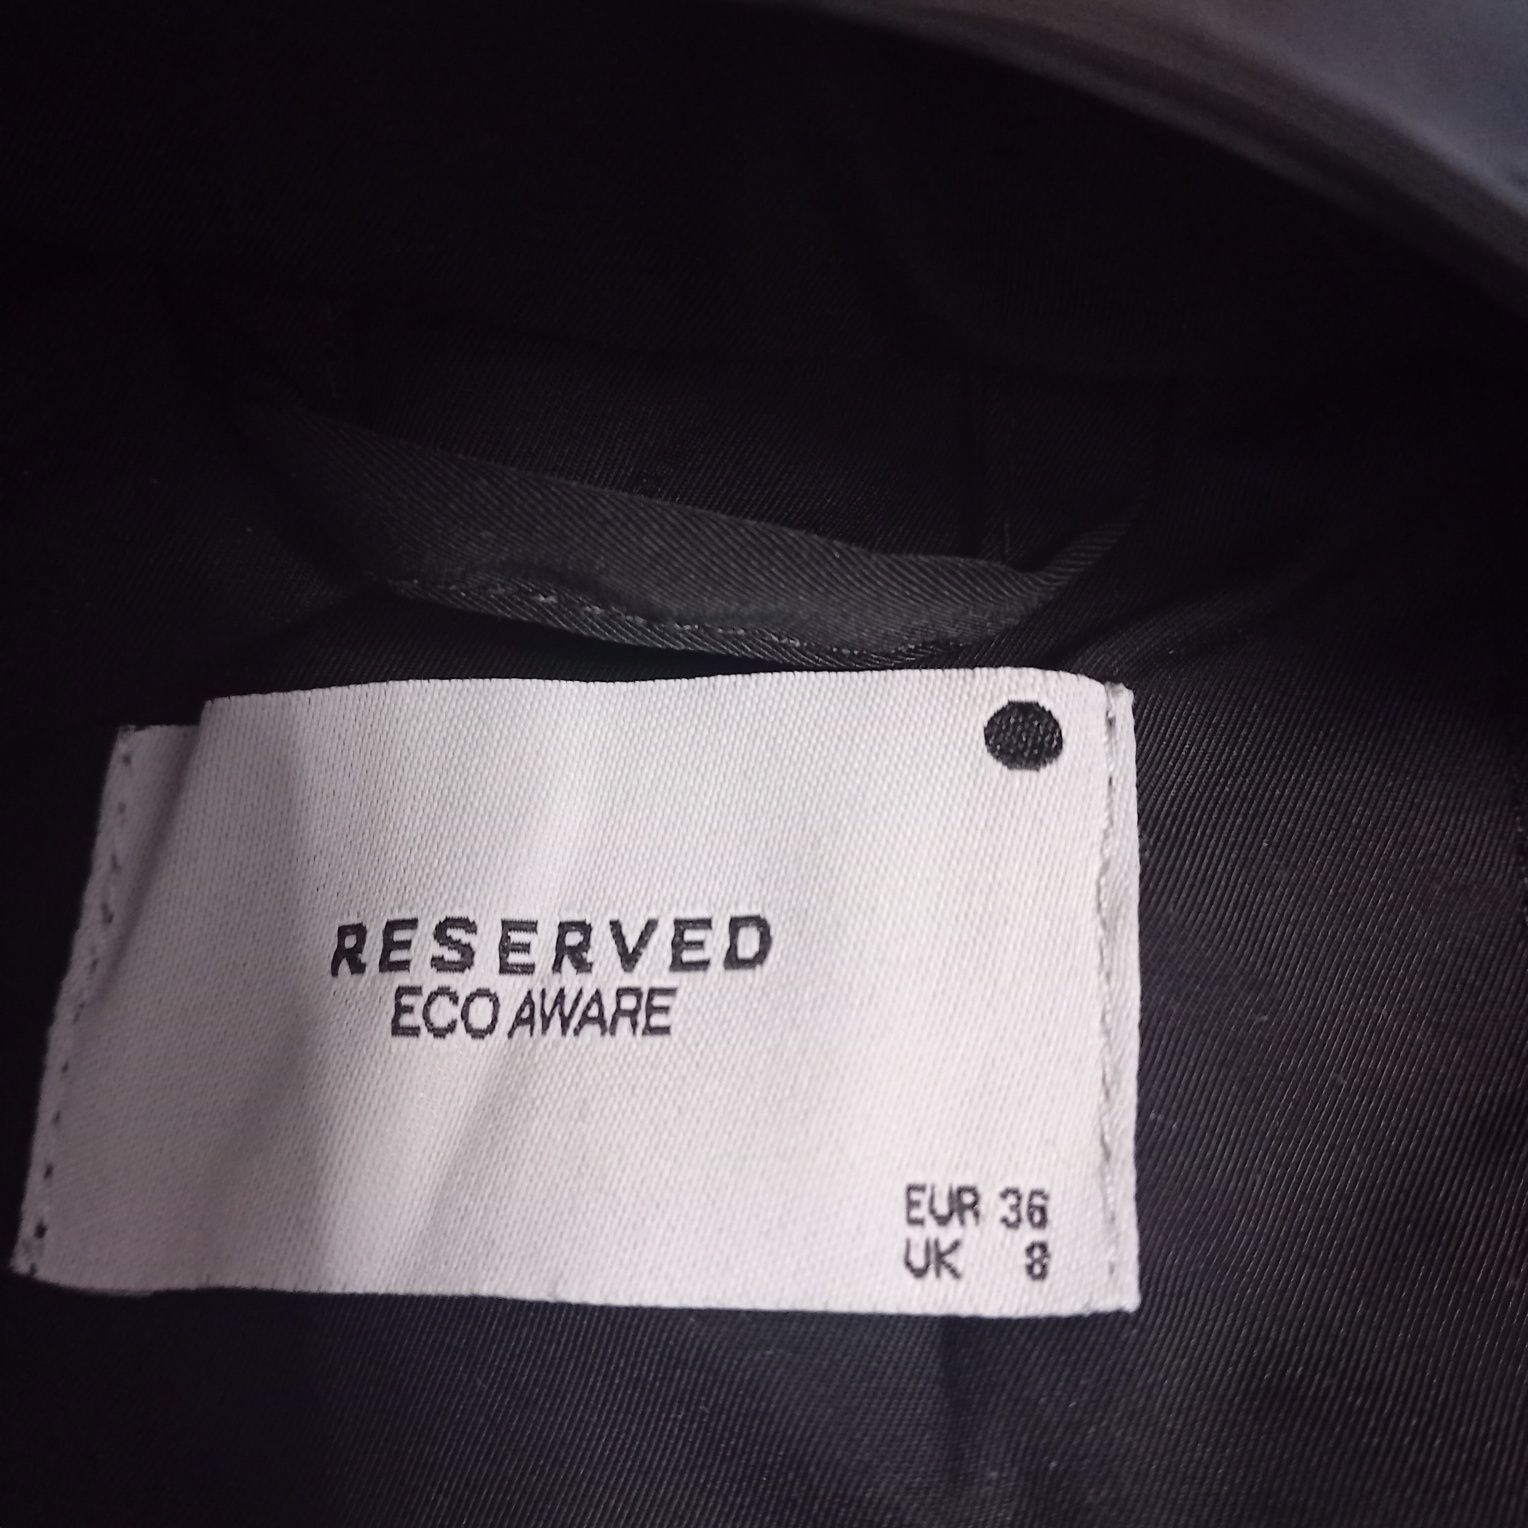 RESERVED
ECO AWARE
EUR 36
UK 8